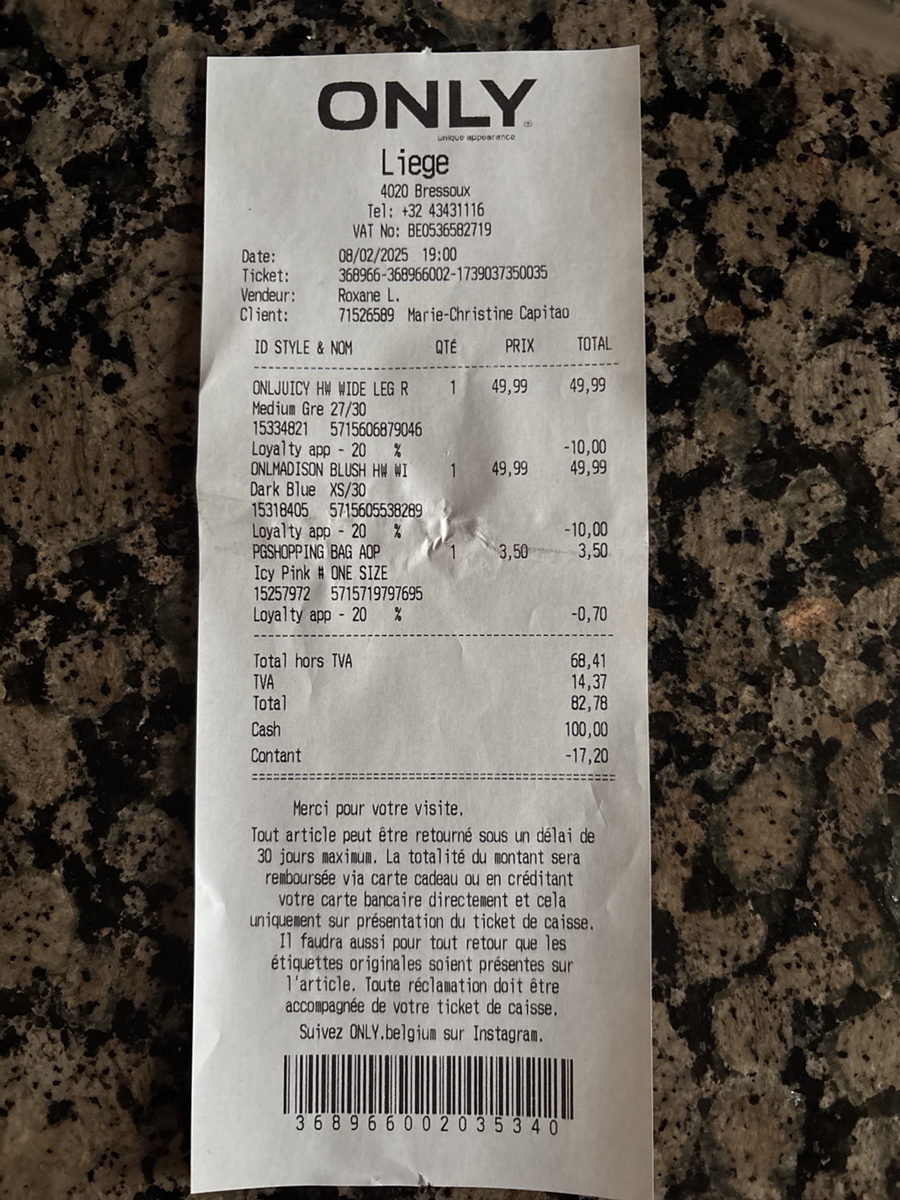 ONLY®
unique appearance
Liege
4020 Bressoux
Tel: +32 43431116
VAT No: BE0536582719
Date: 08/02/2025 19:00
Ticket: 368966-368966002-1739037350035
Vendeur: Roxane L.
Client: 71526589 Marie-Christine Capitao
ID STYLE & NOM QTÉ PRIX TOTAL
ONLJUICY HW WIDE LEG R 1 49,99 49,99
Medium Gre 27/30
15334821 5715606879046
Loyalty app - 20 % -10,00
ONLMADISON BLUSH HW WI 1 49,99 49,99
Dark Blue XS/30
15318405 5715605538289
Loyalty app - 20 % -10,00
PGSHOPPING BAG AOP 1 3,50 3,50
Icy Pink # ONE SIZE
15257972 5715719797695
Loyalty app - 20 % -0,70
Total hors TVA 68,41
TVA 14,37
Total 82,78
Cash 100,00
Contant -17,20
Merci pour votre visite.
Tout article peut être retourné sous un délai de
30 jours maximum. La totalité du montant sera
remboursée via carte cadeau ou en créditant
votre carte bancaire directement et cela
uniquement sur présentation du ticket de caisse.
Il faudra aussi pour tout retour que les
étiquettes originales soient présentes sur
l'article. Toute réclamation doit être
accompagnée de votre ticket de caisse.
Suivez ONLY.belgium sur Instagram.
368966002035340